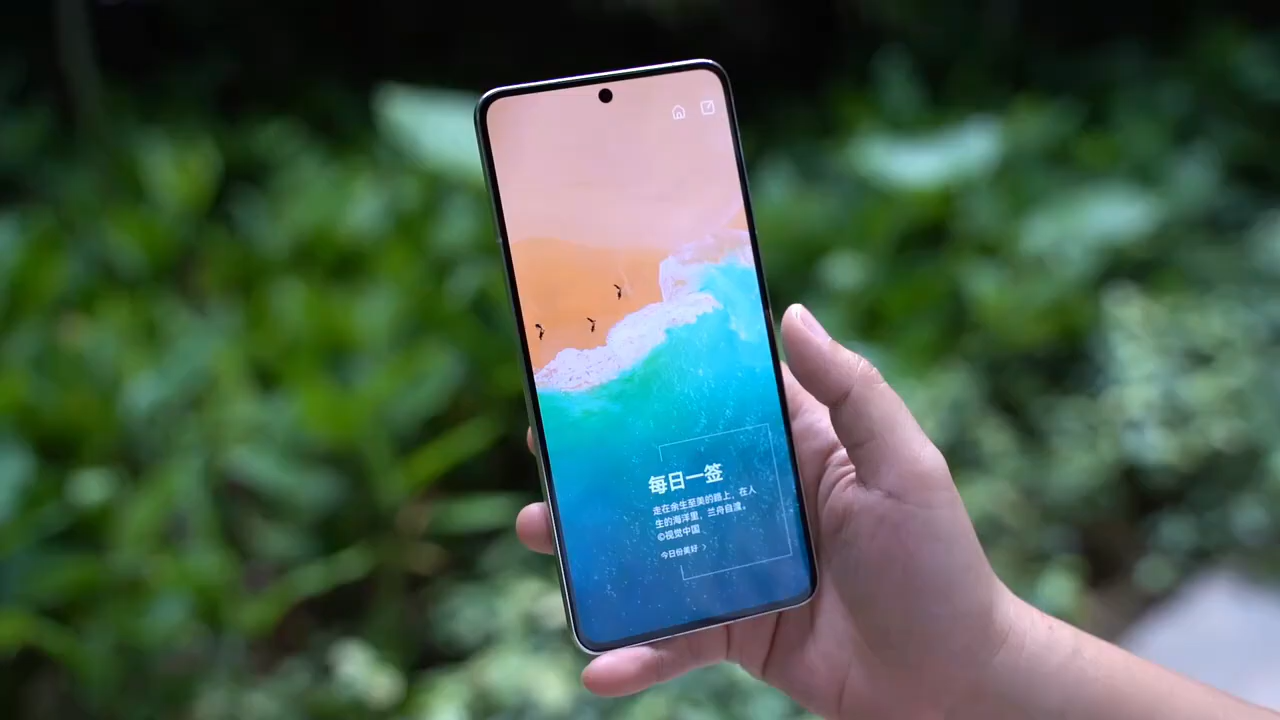 每日一签
走在余生至美的路上，在人
生的海洋里，兰舟自渡。
©视觉中国
今日份美好 >